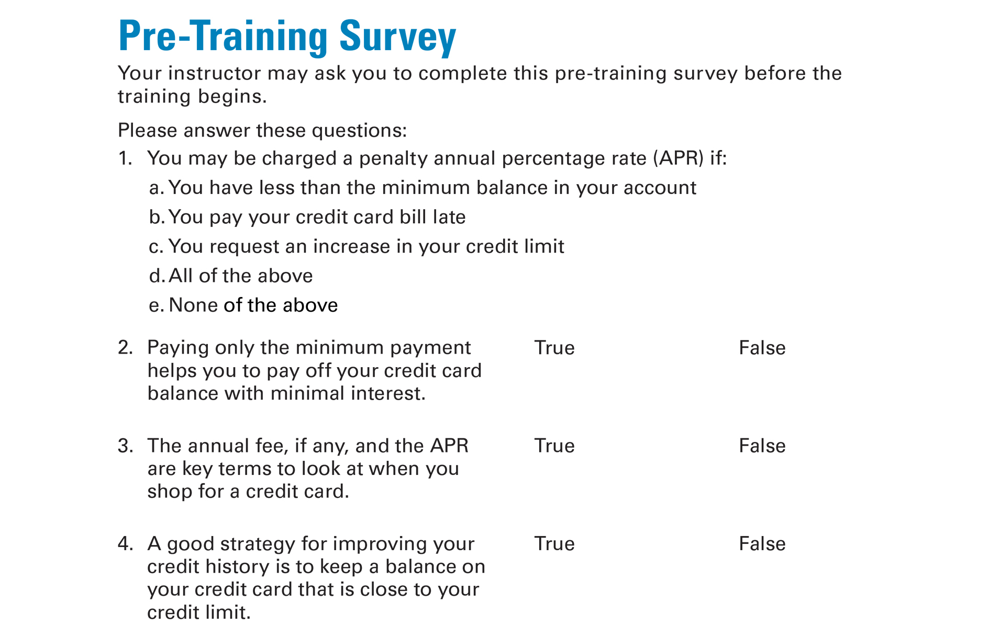 Pre-Training Survey
Your instructor may ask you to complete this pre-training survey before the
training begins.
Please answer these questions:
1. You may be charged a penalty annual percentage rate (APR) if:
a. You have less than the minimum balance in your account
b. You pay your credit card bill late
c. You request an increase in your credit limit
d. All of the above
e. None of the above
2. Paying only the minimum payment True False
helps you to pay off your credit card
balance with minimal interest.
3. The annual fee, if any, and the APR True False
are key terms to look at when you
shop for a credit card.
4. A good strategy for improving your True False
credit history is to keep a balance on
your credit card that is close to your
credit limit.